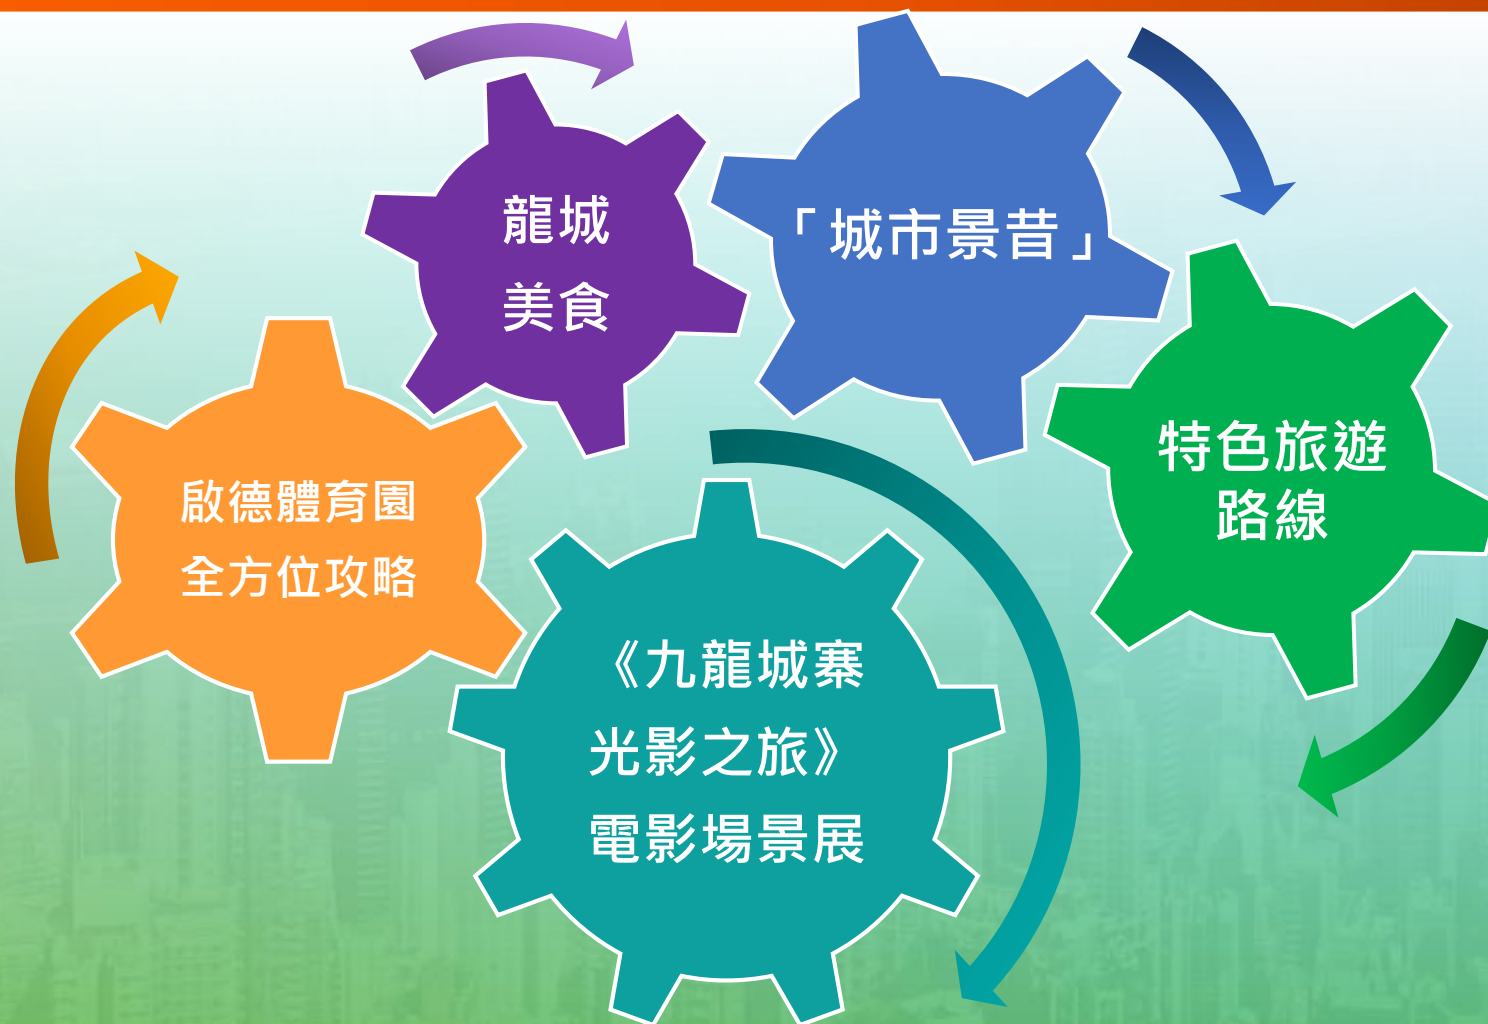 龍城
美食
「城市景昔」
特色旅遊
路線
啟德體育園
全方位攻略
《九龍城寨
光影之旅》
電影場景展